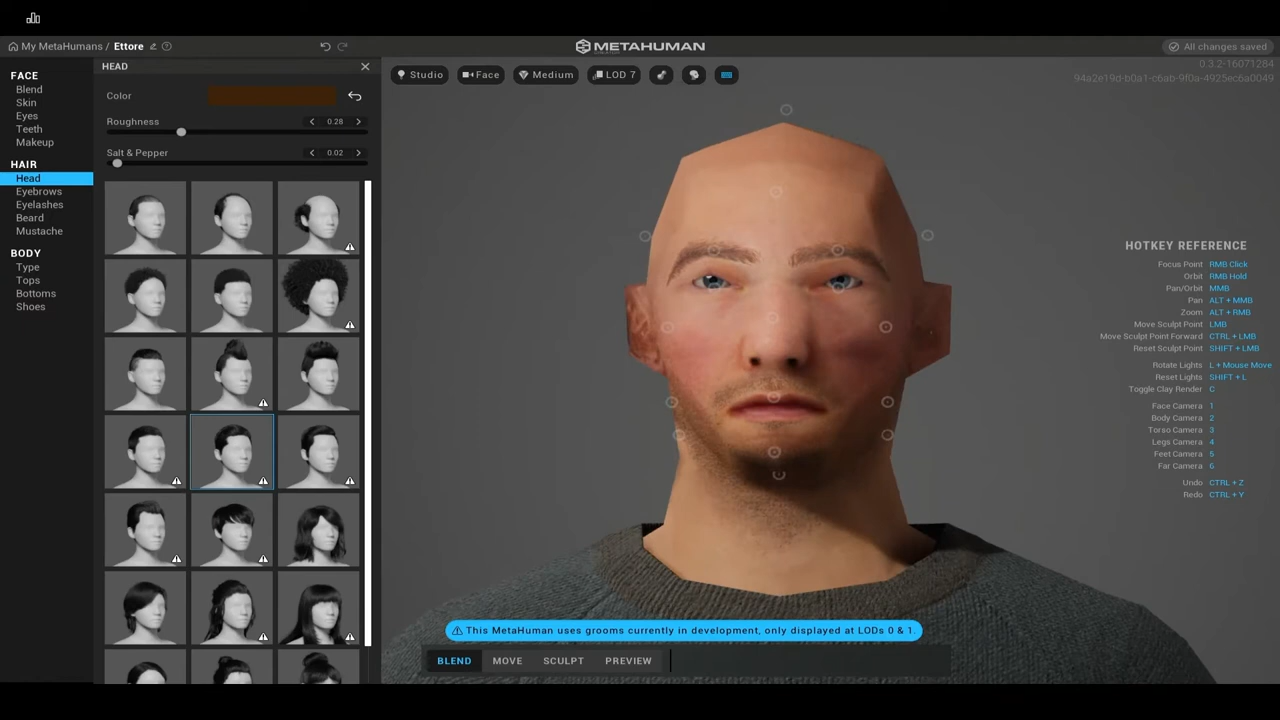 My MetaHumans / Ettore
METAHUMAN
All changes saved
0.3.2-16071284
94a2e19d-b0a1-c6ab-9f0a-4925ec6a0049
FACE
Blend
Skin
Eyes
Teeth
Makeup
HAIR
Head
Eyebrows
Eyelashes
Beard
Mustache
BODY
Type
Tops
Bottoms
Shoes
HEAD
Color
Roughness 0.28
Salt & Pepper 0.02
Studio Face Medium LOD 7
HOTKEY REFERENCE
Focus Point RMB Click
Orbit RMB Hold
Pan/Orbit MMB
Pan ALT + MMB
Zoom ALT + RMB
Move Sculpt Point LMB
Move Sculpt Point Forward CTRL + LMB
Reset Sculpt Point SHIFT + LMB
Rotate Lights L + Mouse Move
Reset Lights SHIFT + L
Toggle Clay Render C
Face Camera 1
Body Camera 2
Torso Camera 3
Legs Camera 4
Feet Camera 5
Far Camera 6
Undo CTRL + Z
Redo CTRL + Y
This MetaHuman uses grooms currently in development, only displayed at LODs 0 & 1.
BLEND MOVE SCULPT PREVIEW